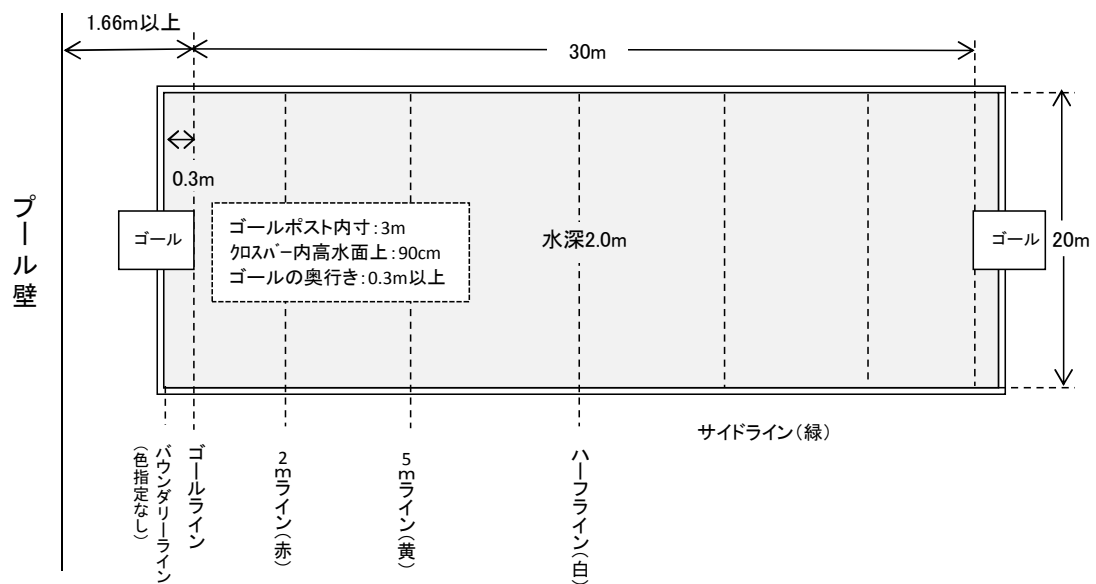 1.66m以上
30m
0.3m
プール壁
ゴール
ゴールポスト内寸：3m
クロスバー内高水面上：90cm
ゴールの奥行き：0.3m以上
水深2.0m
ゴール
20m
サイドライン（緑）
バウンダリーライン
（色指定なし）
ゴールライン
2mライン（赤）
5mライン（黄）
ハーフライン（白）